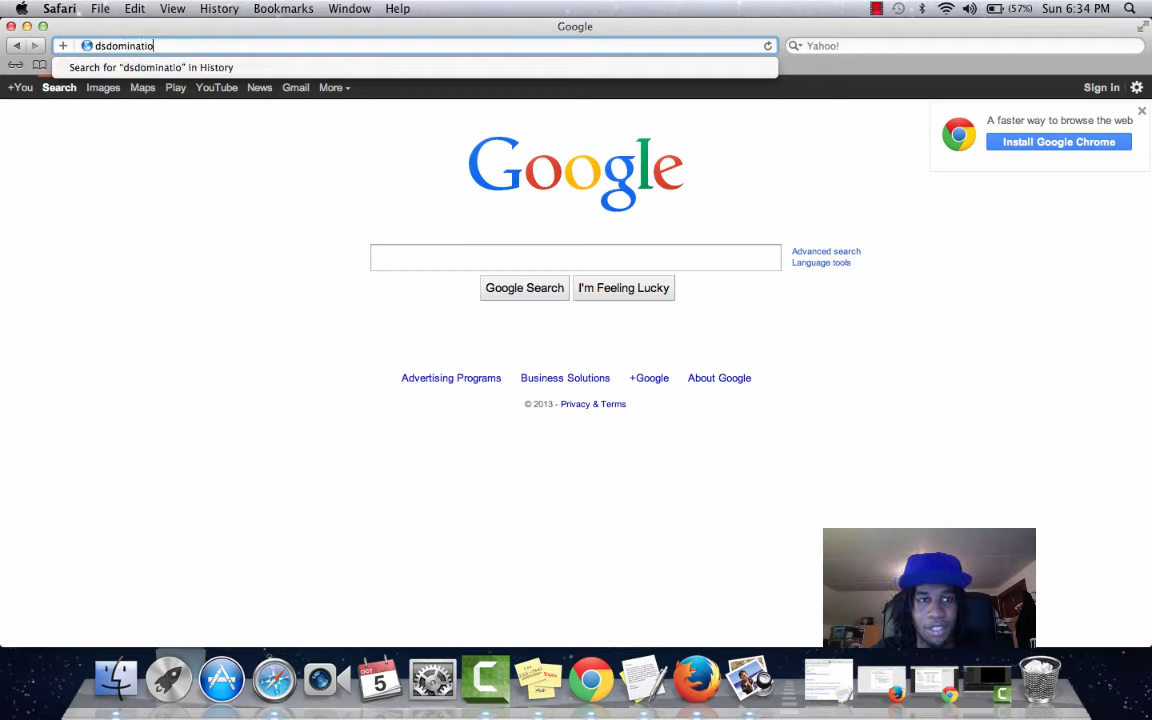 Safari File Edit View History Bookmarks Window Help (57%) Sun 6:34 PM
Google
dsdominatio Yahoo!
Search for "dsdominatio" in History
+You Search Images Maps Play YouTube News Gmail More Sign in
A faster way to browse the web
Install Google Chrome
Google
Advanced search
Language tools
Google Search I'm Feeling Lucky
Advertising Programs Business Solutions +Google About Google
© 2013 - Privacy & Terms
OCT
5